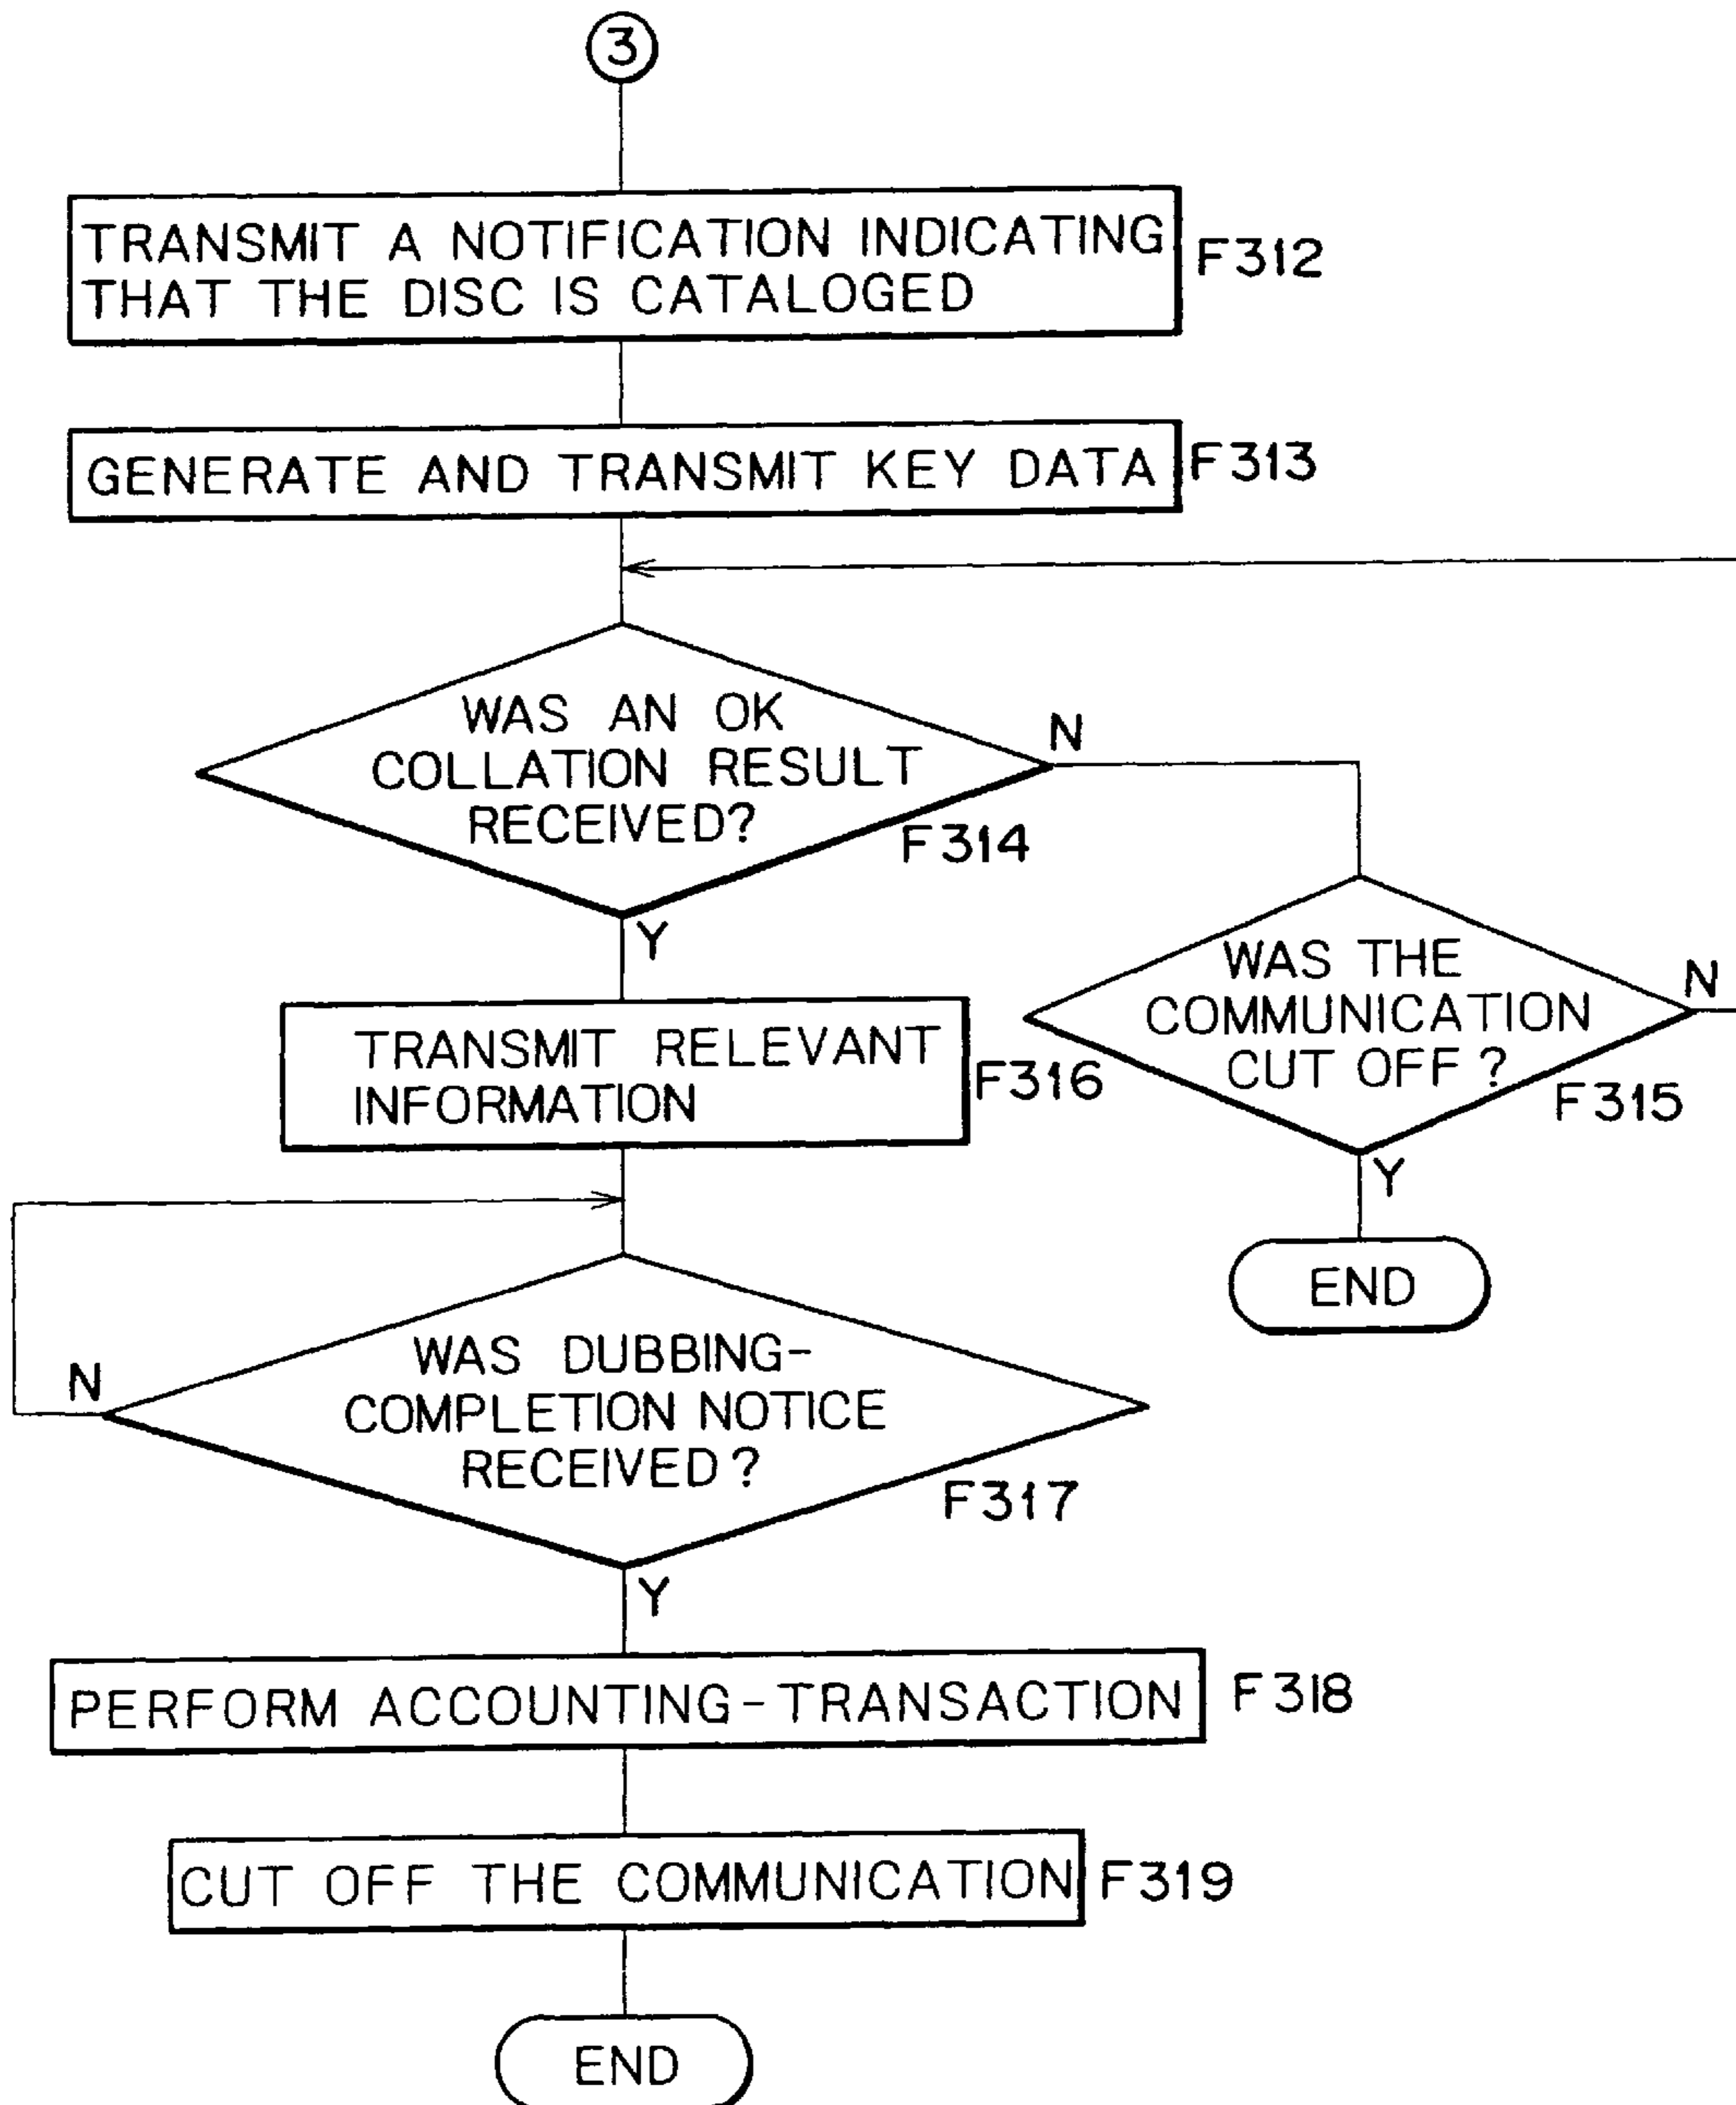 3
TRANSMIT A NOTIFICATION INDICATING
THAT THE DISC IS CATALOGED
F312
GENERATE AND TRANSMIT KEY DATA
F313
WAS AN OK
COLLATION RESULT
RECEIVED?
N
F314
Y
WAS THE
COMMUNICATION
CUT OFF?
N
F315
Y
END
TRANSMIT RELEVANT
INFORMATION
F316
WAS DUBBING-
COMPLETION NOTICE
RECEIVED?
N
F317
Y
PERFORM ACCOUNTING-TRANSACTION
F318
CUT OFF THE COMMUNICATION
F319
END